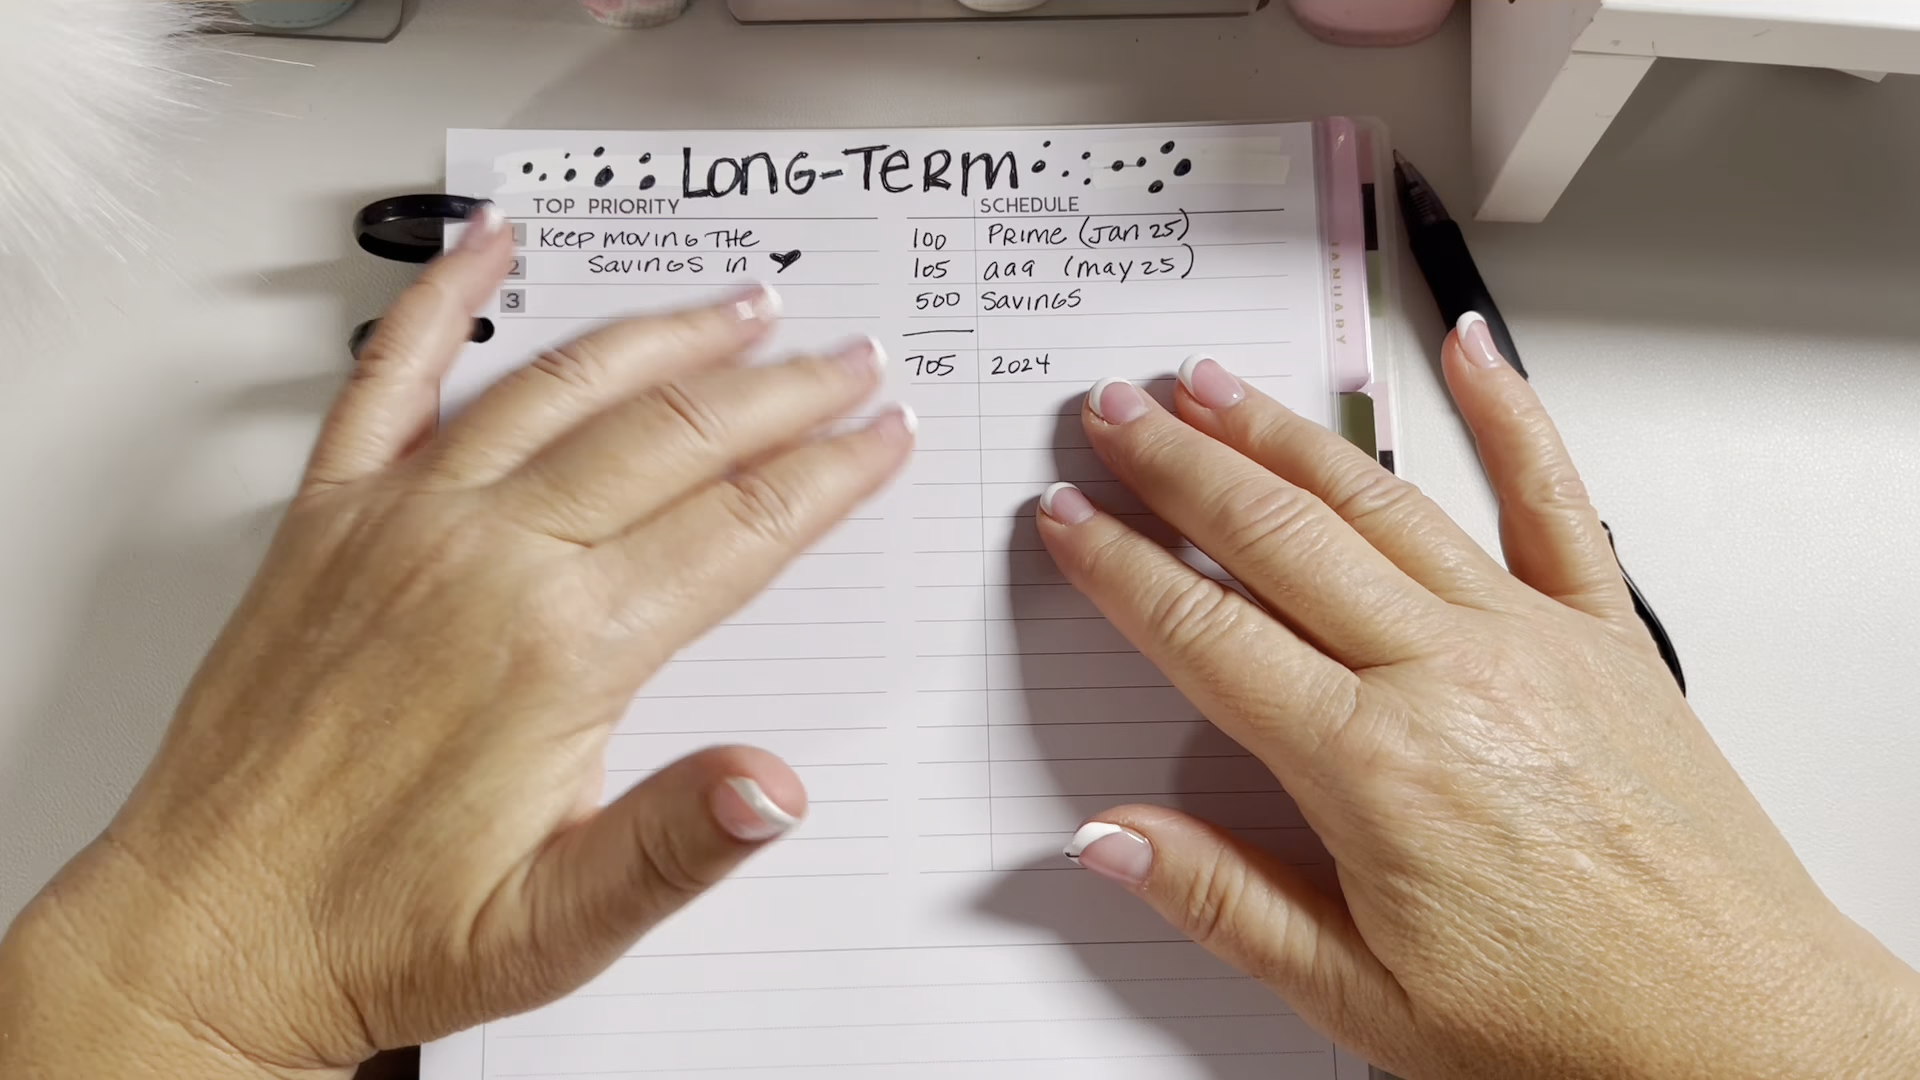 LONG-TERM
TOP PRIORITY
1 KEEP MOVING THE
2 SAVINGS IN ♥
3
SCHEDULE
100 PRIME (Jan 25)
105 aaa (may 25)
500 SAVINGS
705 2024
JANUARY